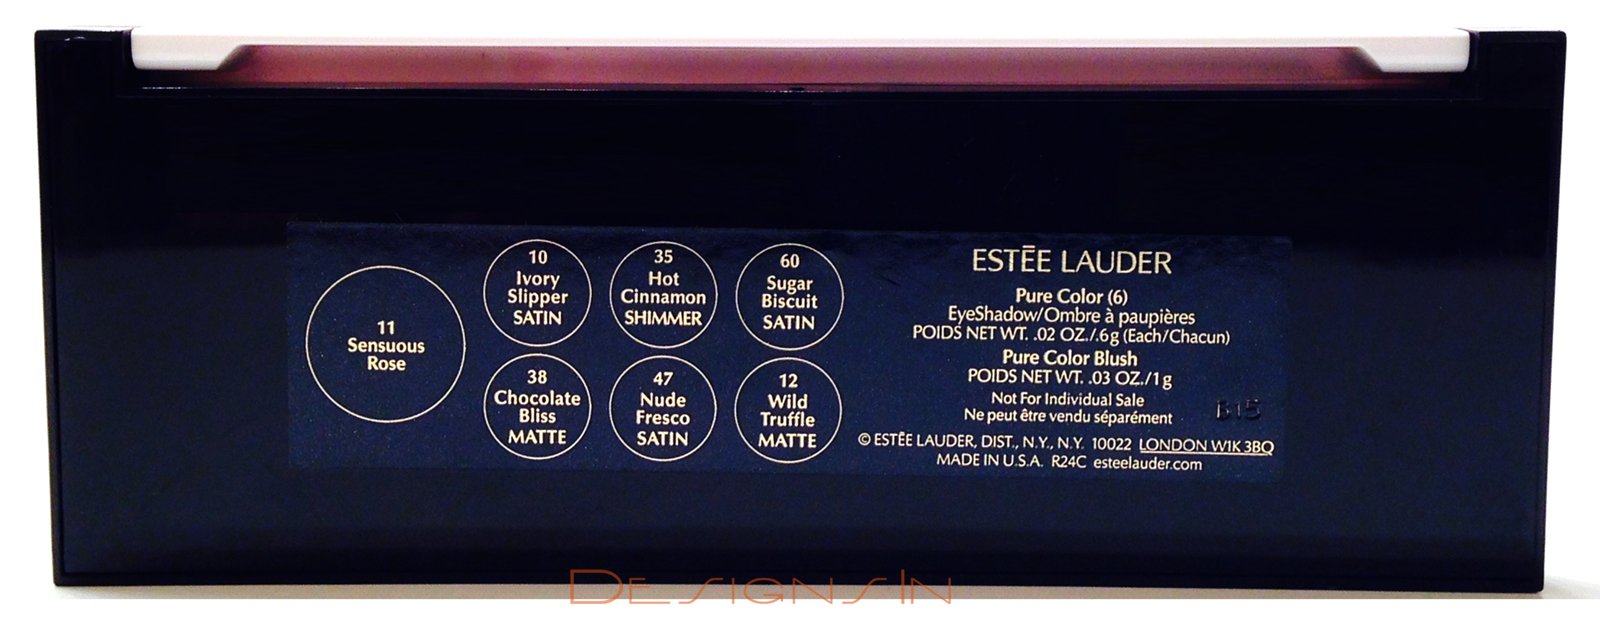 11
Sensuous
Rose
10
Ivory
Slipper
SATIN
35
Hot
Cinnamon
SHIMMER
60
Sugar
Biscuit
SATIN
38
Chocolate
Bliss
MATTE
47
Nude
Fresco
SATIN
12
Wild
Truffle
MATTE
ESTĒE LAUDER
Pure Color (6)
EyeShadow/Ombre à paupières
POIDS NET WT. .02 OZ./.6g (Each/Chacun)
Pure Color Blush
POIDS NET WT. .03 OZ./1g
Not For Individual Sale
Ne peut être vendu séparément
B15
© ESTĒE LAUDER, DIST., N.Y., N.Y. 10022 LONDON W1K 3BQ
MADE IN U.S.A. R24C esteelauder.com
DESIGNSIN